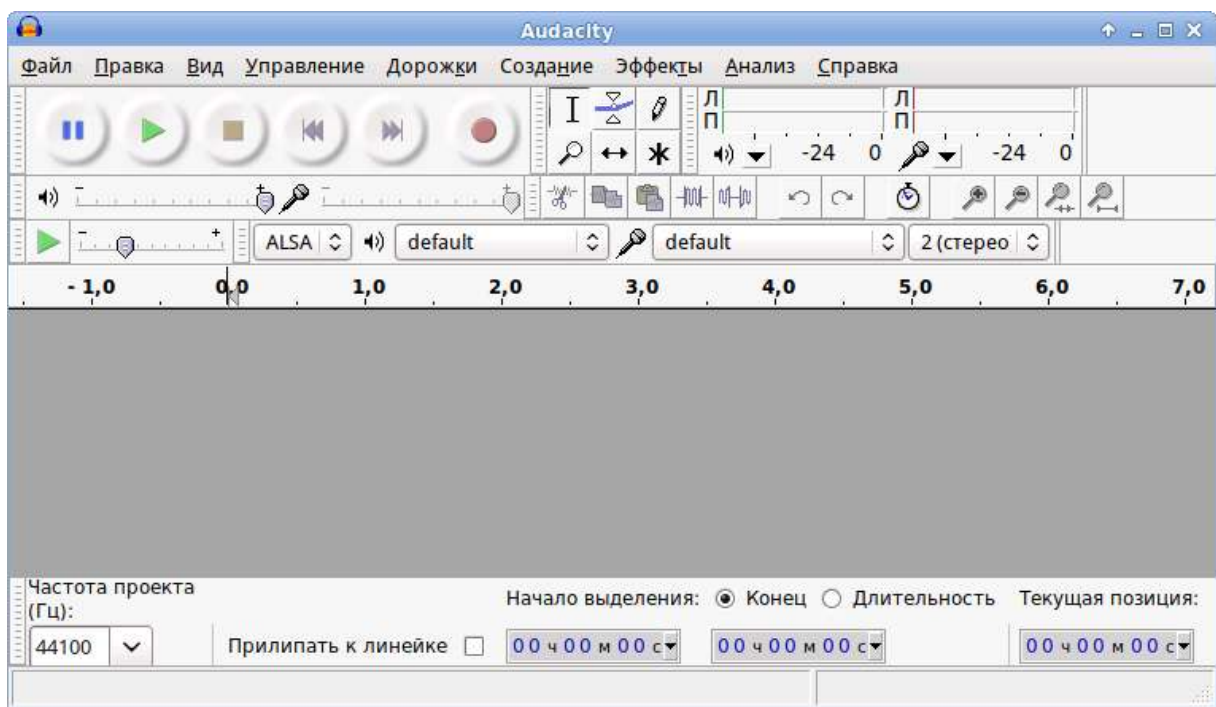 Audacity
Файл Правка Вид Управление Дорожки Создание Эффекты Анализ Справка
Л Л
П П
-24 0 -24 0
- +
ALSA default default 2 (стерео
- 1,0 0,0 1,0 2,0 3,0 4,0 5,0 6,0 7,0
Частота проекта
(Гц):
Начало выделения: Конец Длительность Текущая позиция:
44100 Прилипать к линейке 00 ч 00 м 00 с 00 ч 00 м 00 с 00 ч 00 м 00 с